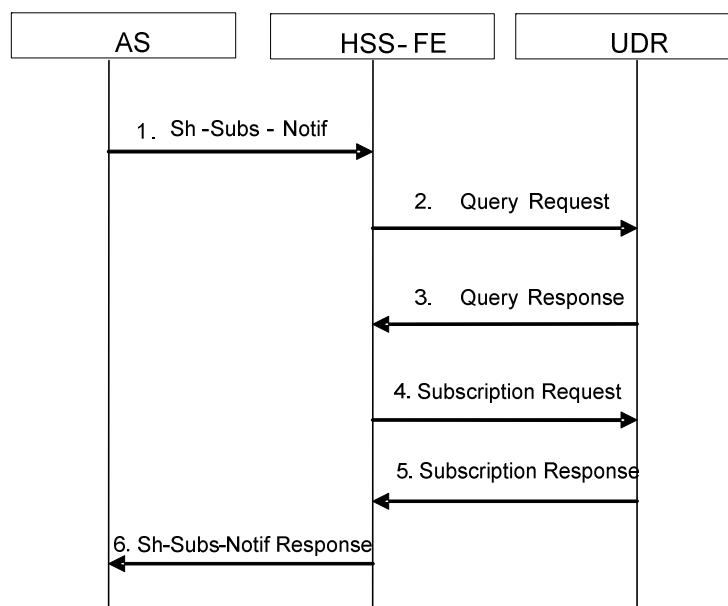 AS
HSS-FE
UDR
1. Sh -Subs - Notif
2. Query Request
3. Query Response
4. Subscription Request
5. Subscription Response
6. Sh-Subs-Notif Response